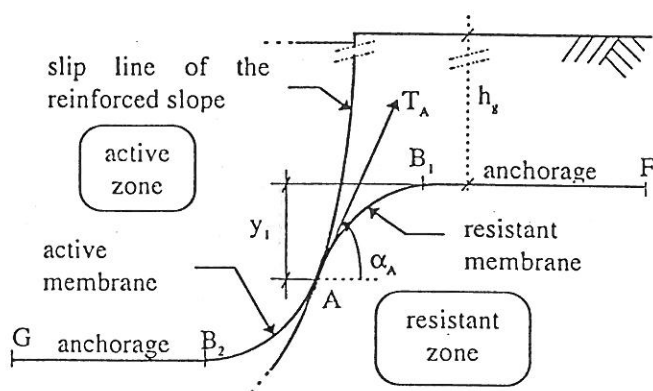 slip line of the
reinforced slope
T_A
h_g
active
zone
B_1
anchorage
F
y_1
active
membrane
resistant
membrane
α_A
A
G
anchorage
B_2
resistant
zone